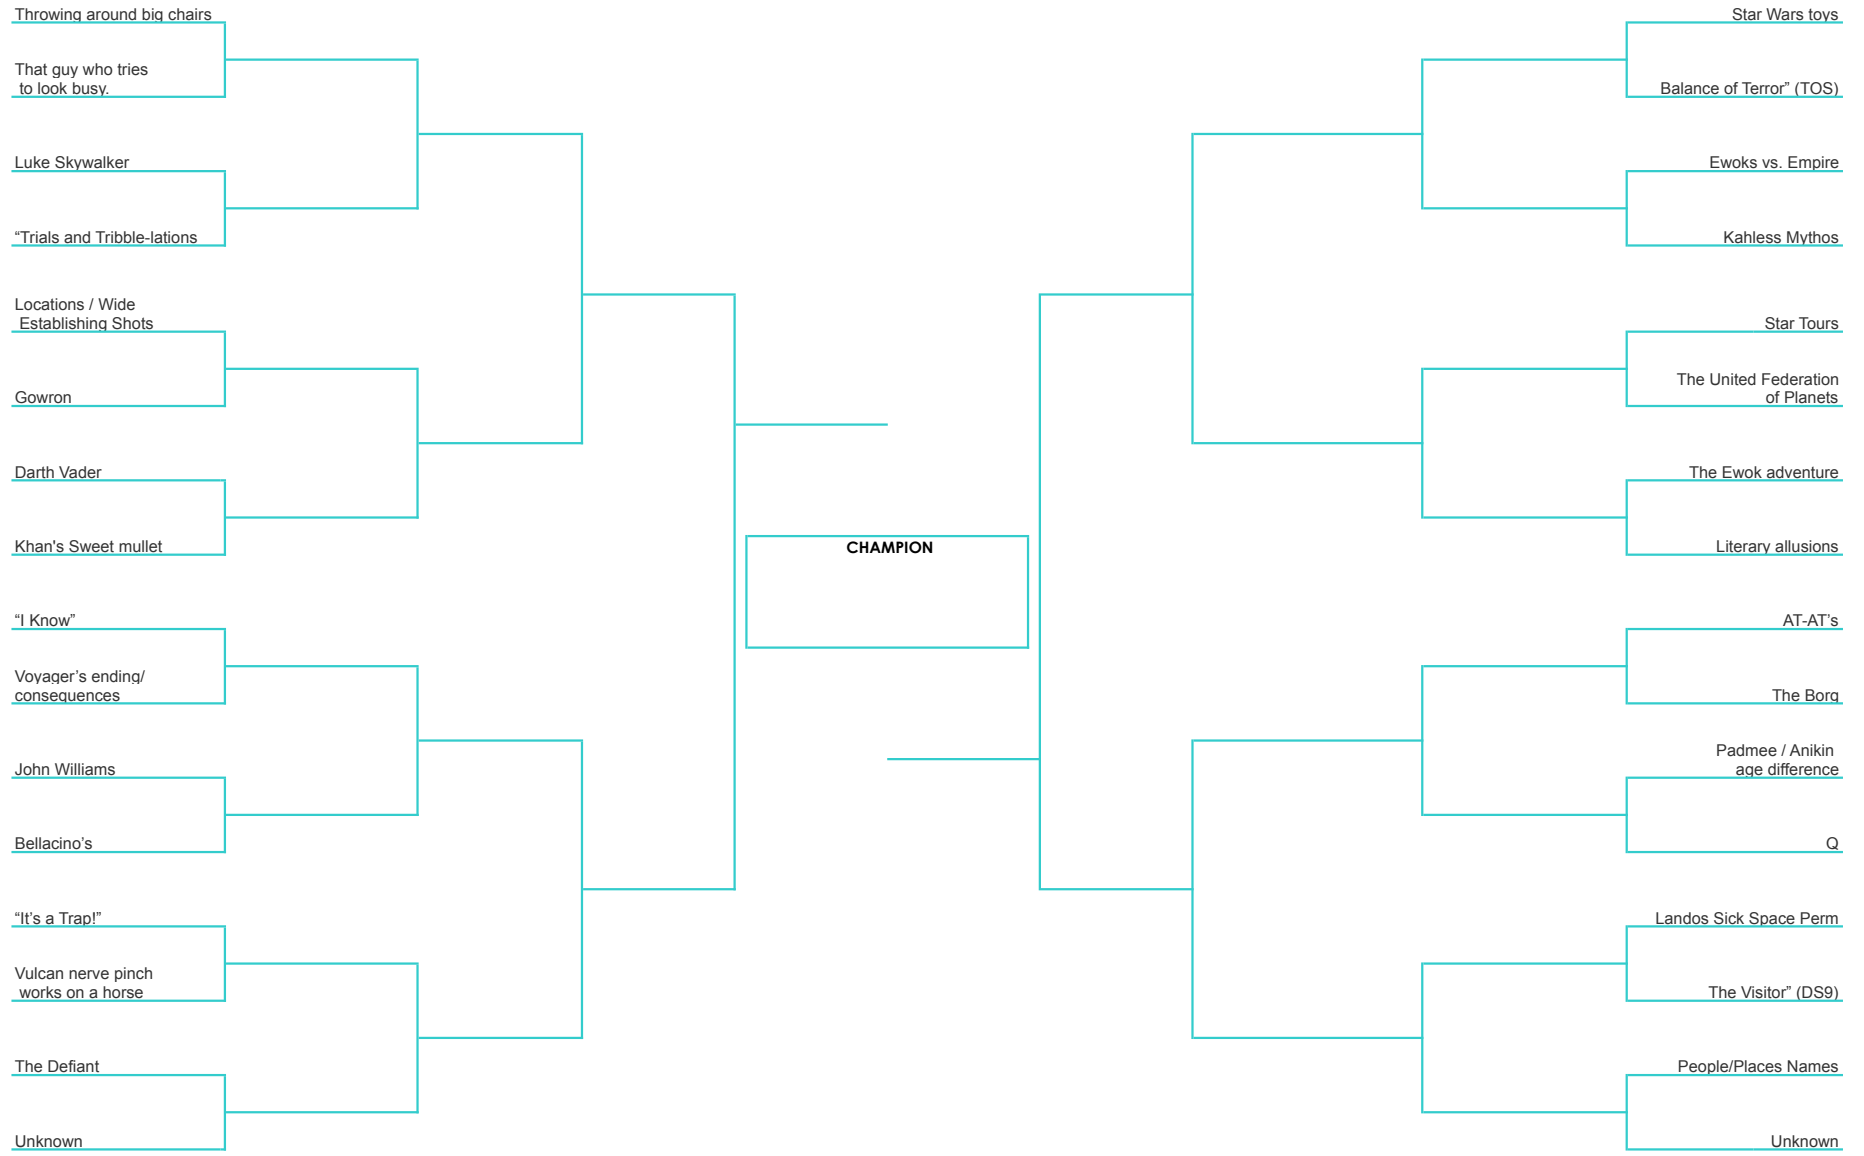 Throwing around big chairs
That guy who tries
to look busy.
Luke Skywalker
“Trials and Tribble-lations
Locations / Wide
Establishing Shots
Gowron
Darth Vader
Khan's Sweet mullet
“I Know”
Voyager’s ending/
consequences
John Williams
Bellacino’s
“It’s a Trap!”
Vulcan nerve pinch
works on a horse
The Defiant
Unknown
CHAMPION
Star Wars toys
Balance of Terror” (TOS)
Ewoks vs. Empire
Kahless Mythos
Star Tours
The United Federation
of Planets
The Ewok adventure
Literary allusions
AT-AT’s
The Borg
Padmee / Anikin
age difference
Q
Landos Sick Space Perm
The Visitor” (DS9)
People/Places Names
Unknown